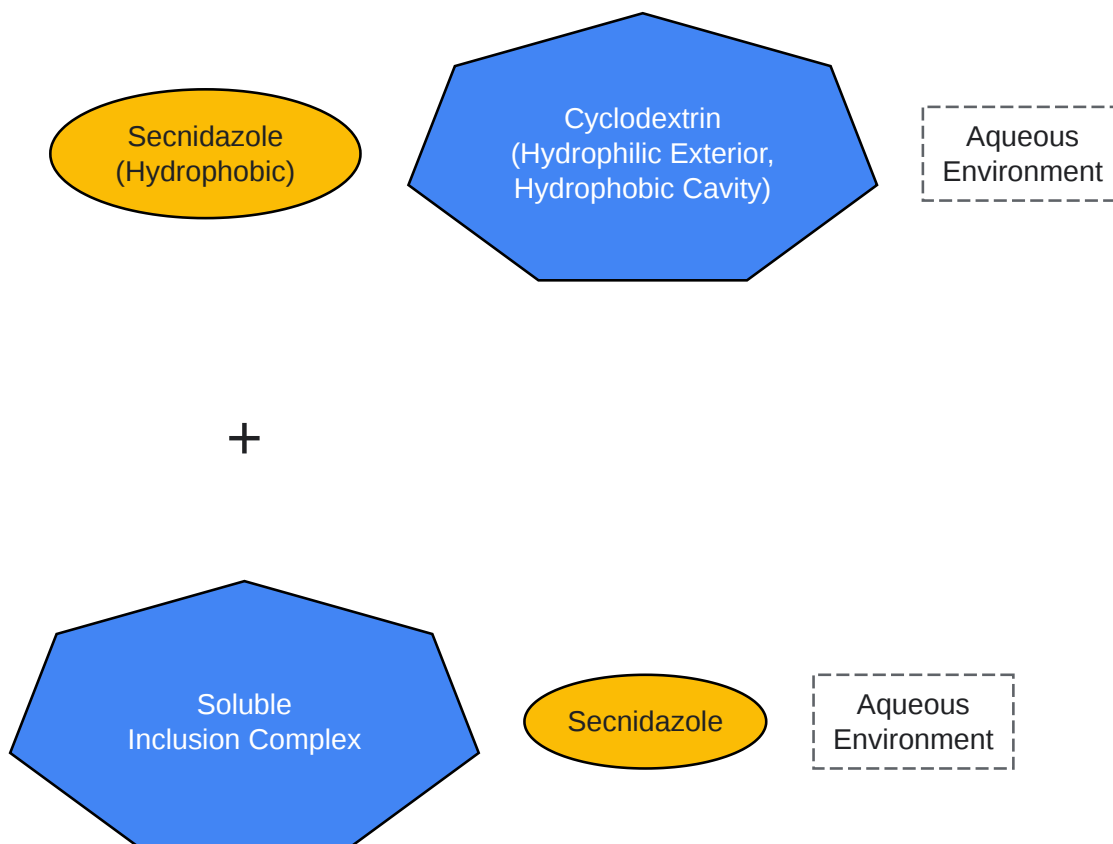 Secnidazole
(Hydrophobic)
Cyclodextrin
(Hydrophilic Exterior,
Hydrophobic Cavity)
Aqueous
Environment
+
Soluble
Inclusion Complex
Secnidazole
Aqueous
Environment